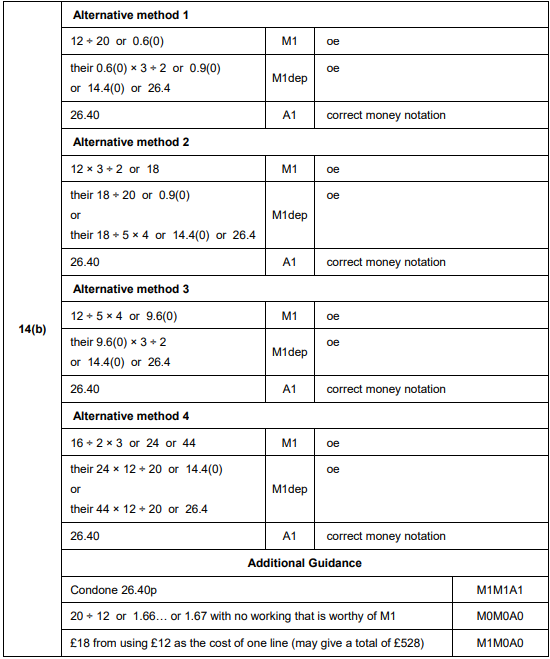 Alternative method 1
12 ÷ 20 or 0.6(0) M1 oe
their 0.6(0) × 3 ÷ 2 or 0.9(0)
or 14.4(0) or 26.4
M1dep oe
26.40 A1 correct money notation
Alternative method 2
12 × 3 ÷ 2 or 18 M1 oe
their 18 ÷ 20 or 0.9(0)
or
their 18 ÷ 5 × 4 or 14.4(0) or 26.4
M1dep oe
26.40 A1 correct money notation
Alternative method 3
14(b)
12 ÷ 5 × 4 or 9.6(0) M1 oe
their 9.6(0) × 3 ÷ 2
or 14.4(0) or 26.4
M1dep oe
26.40 A1 correct money notation
Alternative method 4
16 ÷ 2 × 3 or 24 or 44 M1 oe
their 24 × 12 ÷ 20 or 14.4(0)
or
their 44 × 12 ÷ 20 or 26.4
M1dep oe
26.40 A1 correct money notation
Additional Guidance
Condone 26.40p M1M1A1
20 ÷ 12 or 1.66… or 1.67 with no working that is worthy of M1 M0M0A0
£18 from using £12 as the cost of one line (may give a total of £528) M1M0A0